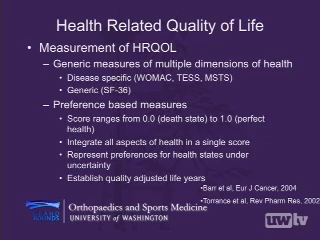 Health Related Quality of Life
• Measurement of HRQOL
– Generic measures of multiple dimensions of health
• Disease specific (WOMAC, TESS, MSTS)
• Generic (SF-36)
– Preference based measures
• Score ranges from 0.0 (death state) to 1.0 (perfect
health)
• Integrate all aspects of health in a single score
• Represent preferences for health states under
uncertainty
• Establish quality adjusted life years
•Barr et al, Eur J Cancer, 2004
•Torrance et al, Rev Pharm Res, 2002
Orthopaedics and Sports Medicine
UNIVERSITY of WASHINGTON
uwtv